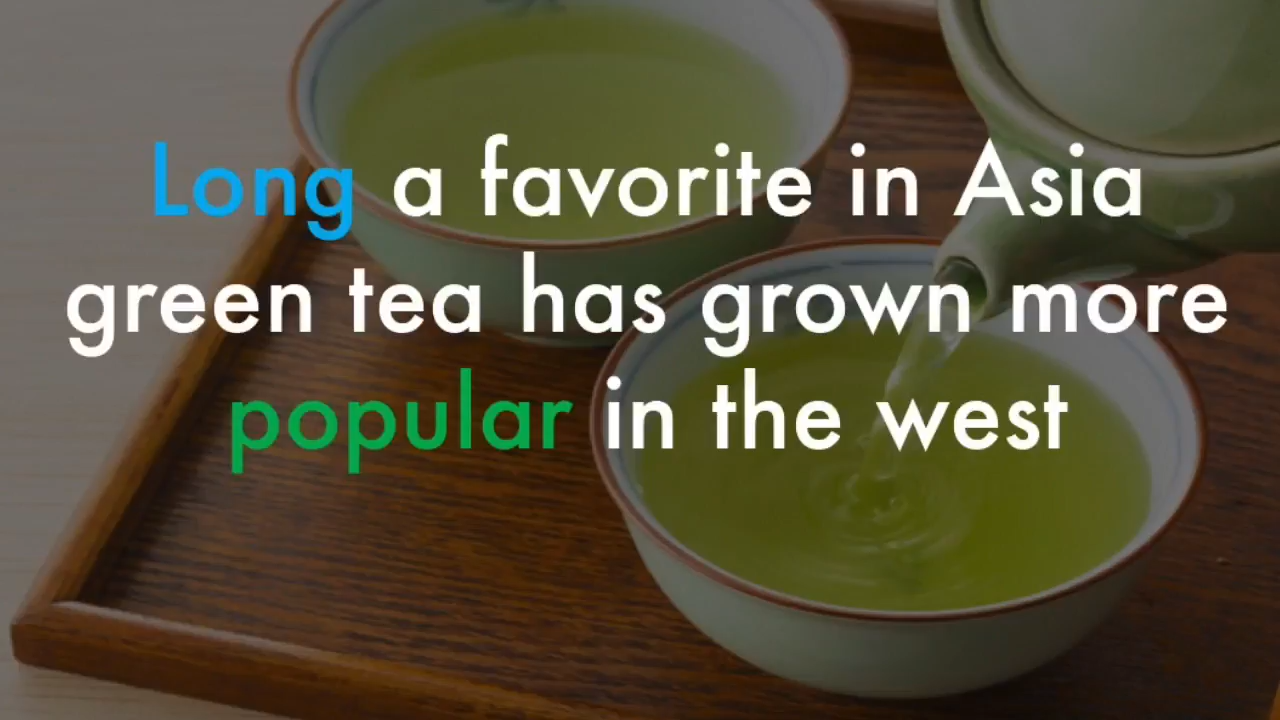 Long a favorite in Asia
green tea has grown more
popular in the west